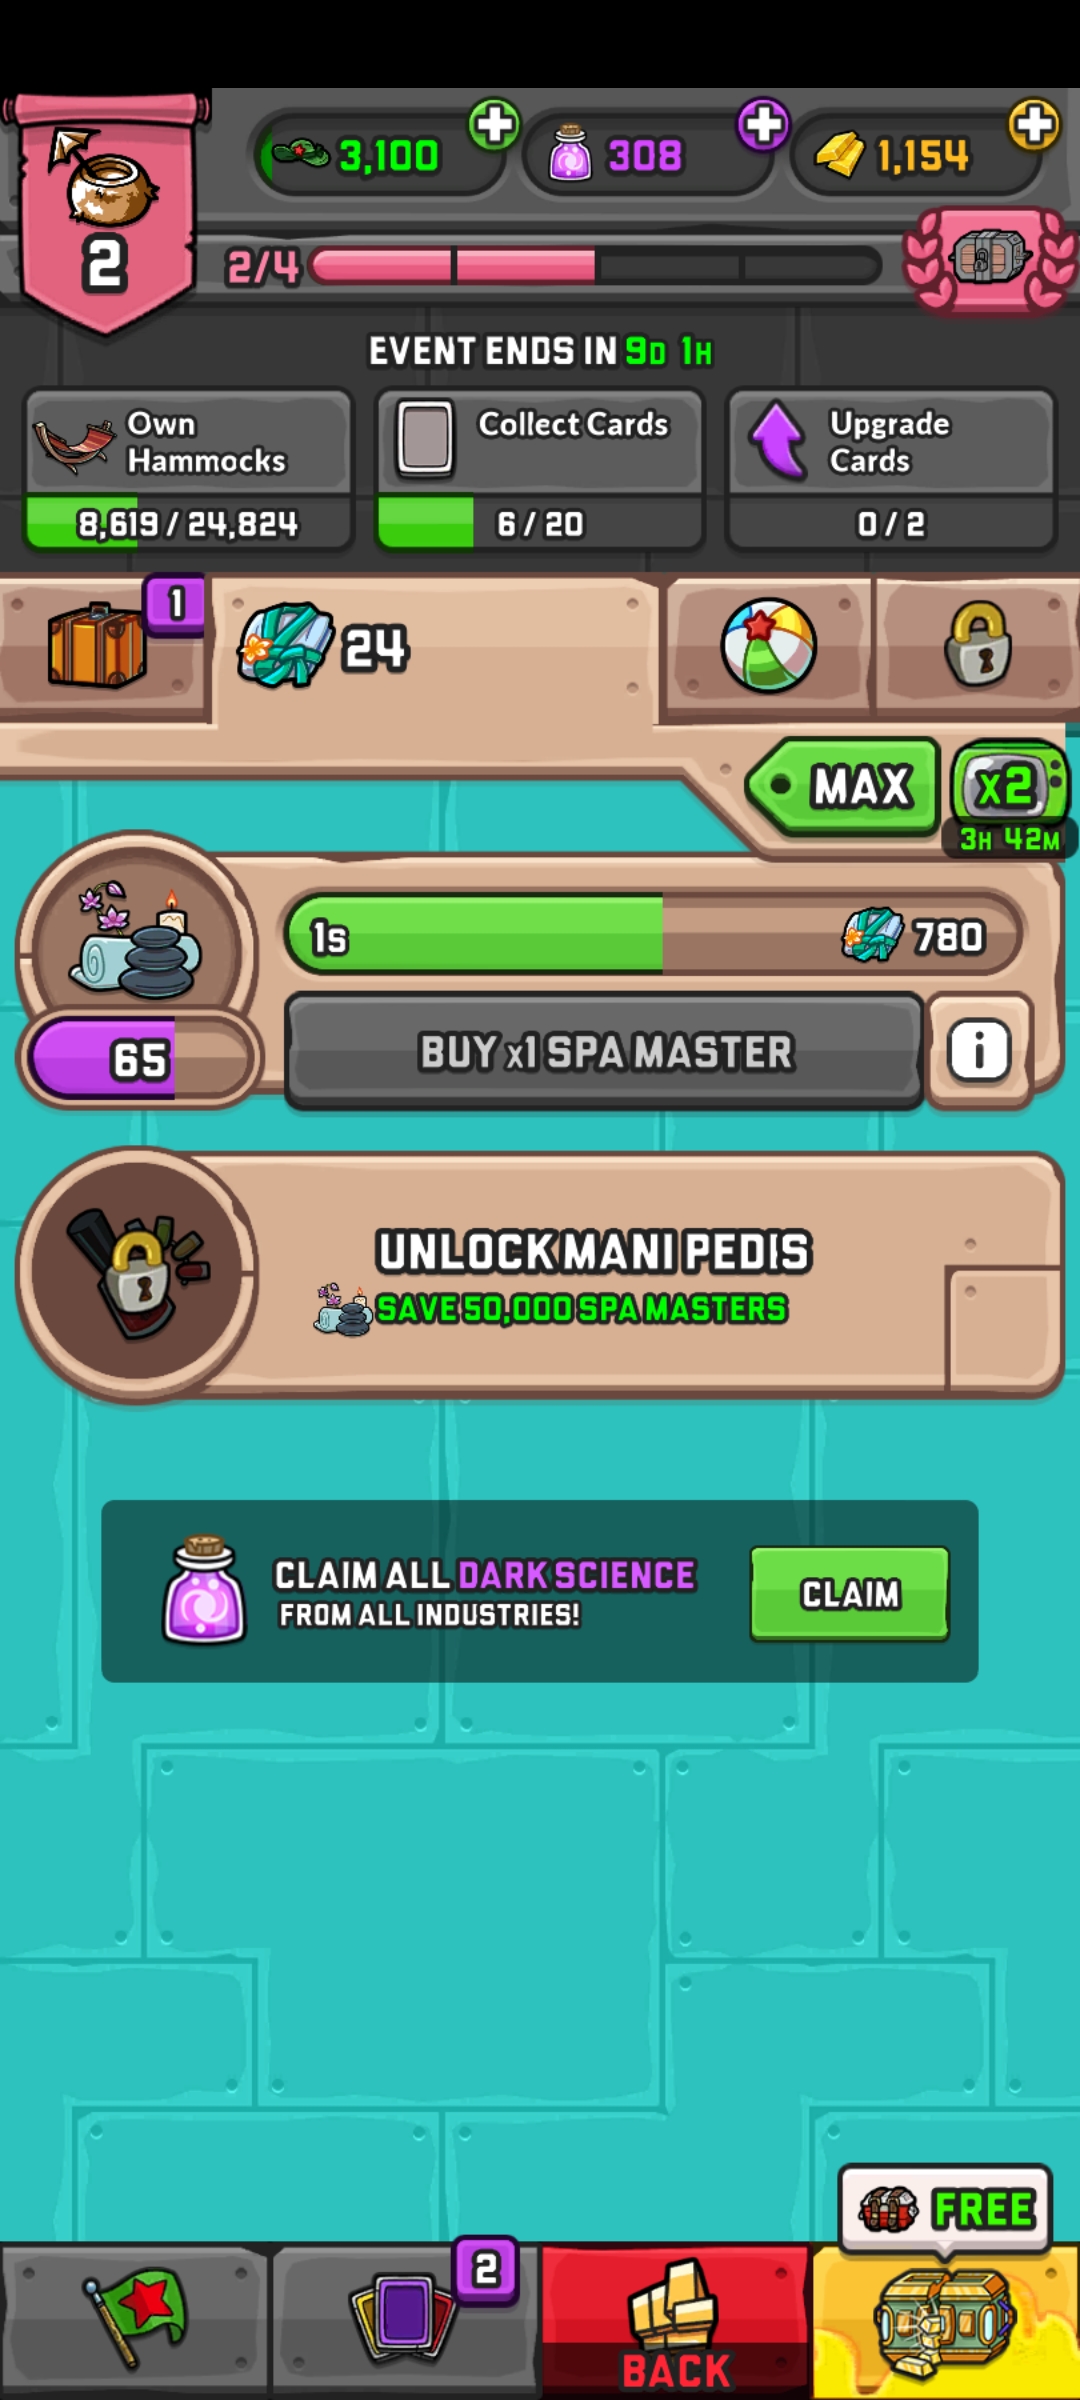 3,100
308
1,154
2
2/4
EVENT ENDS IN 9D 1H
Own
Hammocks
8,619 / 24,824
Collect Cards
6 / 20
Upgrade
Cards
0 / 2
1
24
MAX
x2
3H 42M
1s
780
65
BUY x1 SPA MASTER
i
UNLOCK MANI PEDIS
SAVE 50,000 SPA MASTERS
CLAIM ALL DARK SCIENCE
FROM ALL INDUSTRIES!
CLAIM
FREE
2
BACK